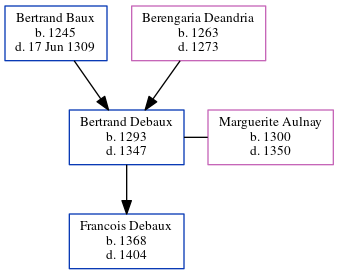 Bertrand Baux
b. 1245
d. 17 Jun 1309
Berengaria Deandria
b. 1263
d. 1273
Bertrand Debaux
b. 1293
d. 1347
Marguerite Aulnay
b. 1300
d. 1350
Francois Debaux
b. 1368
d. 1404